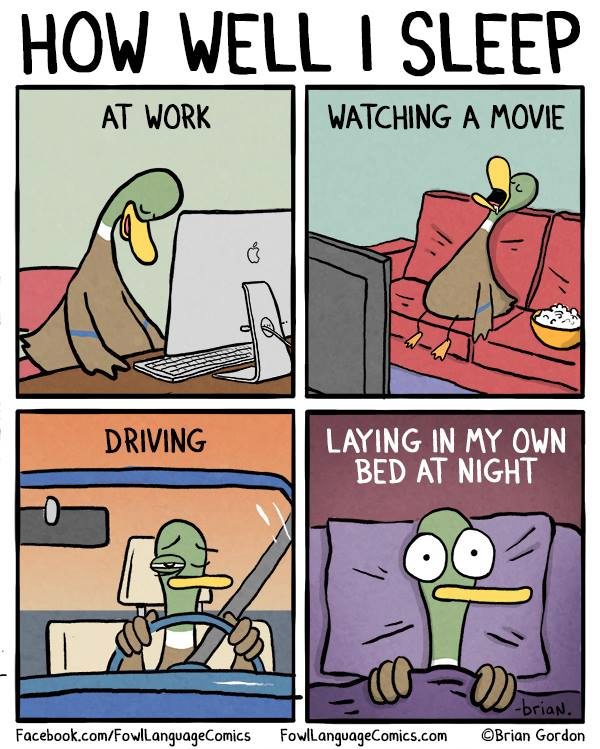 HOW WELL I SLEEP
AT WORK
WATCHING A MOVIE
DRIVING
LAYING IN MY OWN
BED AT NIGHT
-brian.
Facebook.com/FowlLanguageComics FowlLanguageComics.com ©Brian Gordon